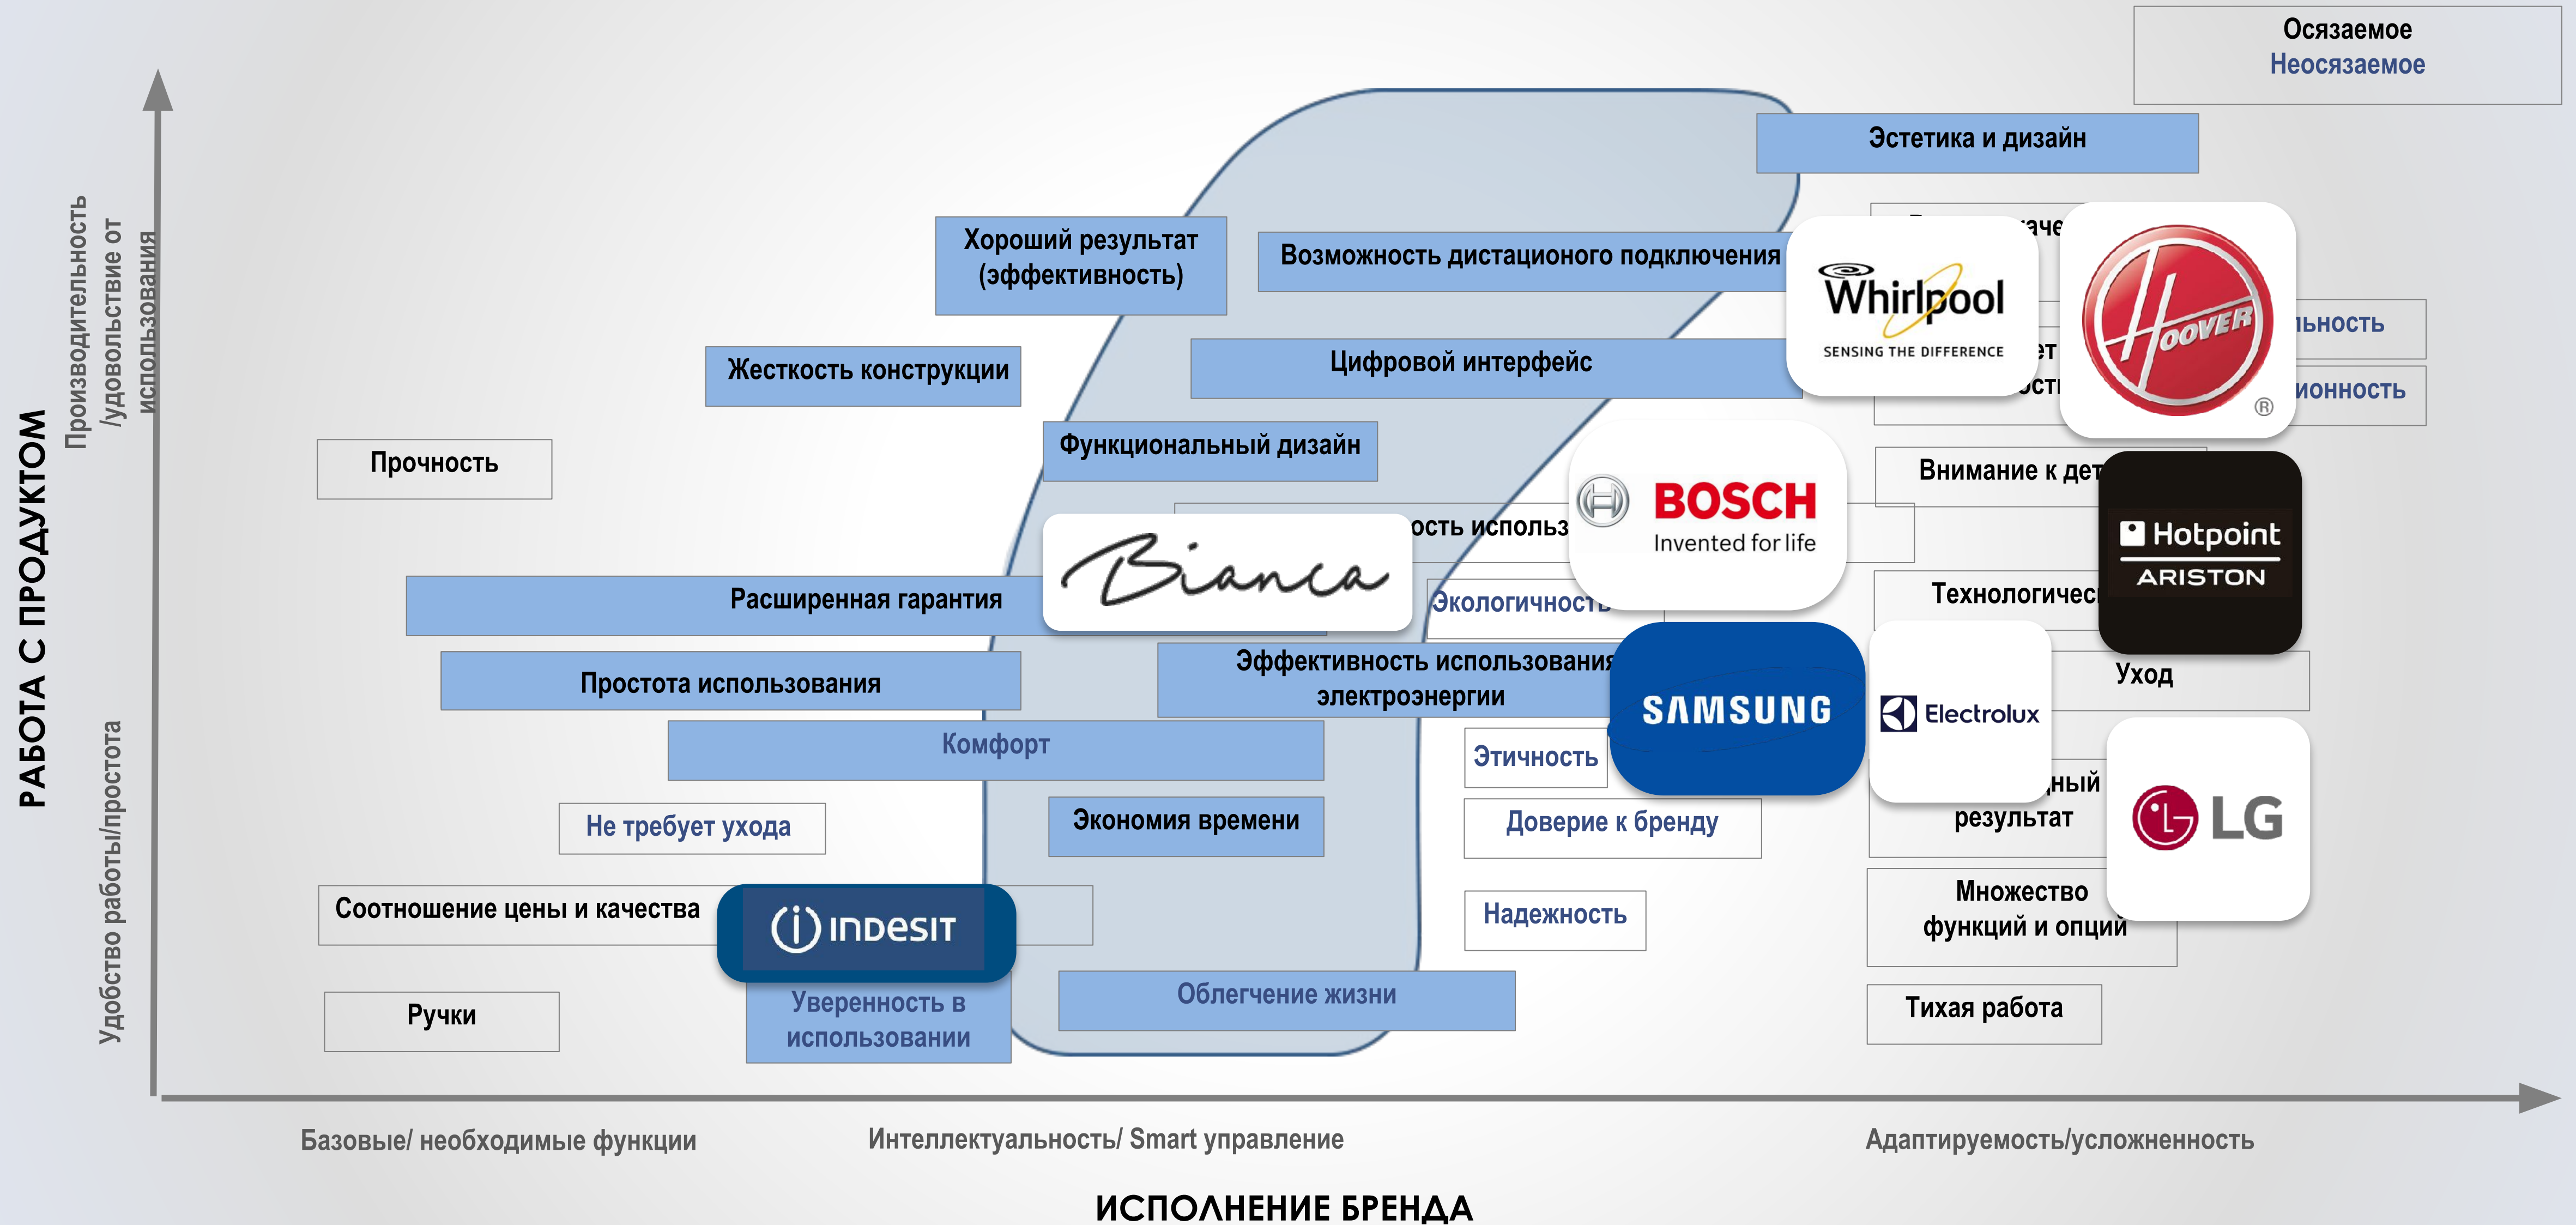 Осязаемое
Неосязаемое
Эстетика и дизайн
Хороший результат
(эффективность)
Возможность дистационого подключения
Whirlpool
SENSING THE DIFFERENCE
HOOVER
®
Жесткость конструкции
Цифровой интерфейс
Функциональный дизайн
Прочность
Внимание к
BOSCH
Invented for life
Hotpoint
ARISTON
Bianca
Расширенная гарантия
Экологичность
Простота использования
Эффективность использования
электроэнергии
SAMSUNG
Electrolux
Уход
Комфорт
Этичность
результат
LG
Не требует ухода
Экономия времени
Доверие к бренду
Соотношение цены и качества
indesit
Надежность
Множество
функций и опций
Ручки
Уверенность в
использовании
Облегчение жизни
Тихая работа
РАБОТА С ПРОДУКТОМ
Производительность
/удовольствие от
использования
Удобство работы/простота
Базовые/ необходимые функции
Интеллектуальность/ Smart управление
Адаптируемость/усложненность
ИСПОЛНЕНИЕ БРЕНДА